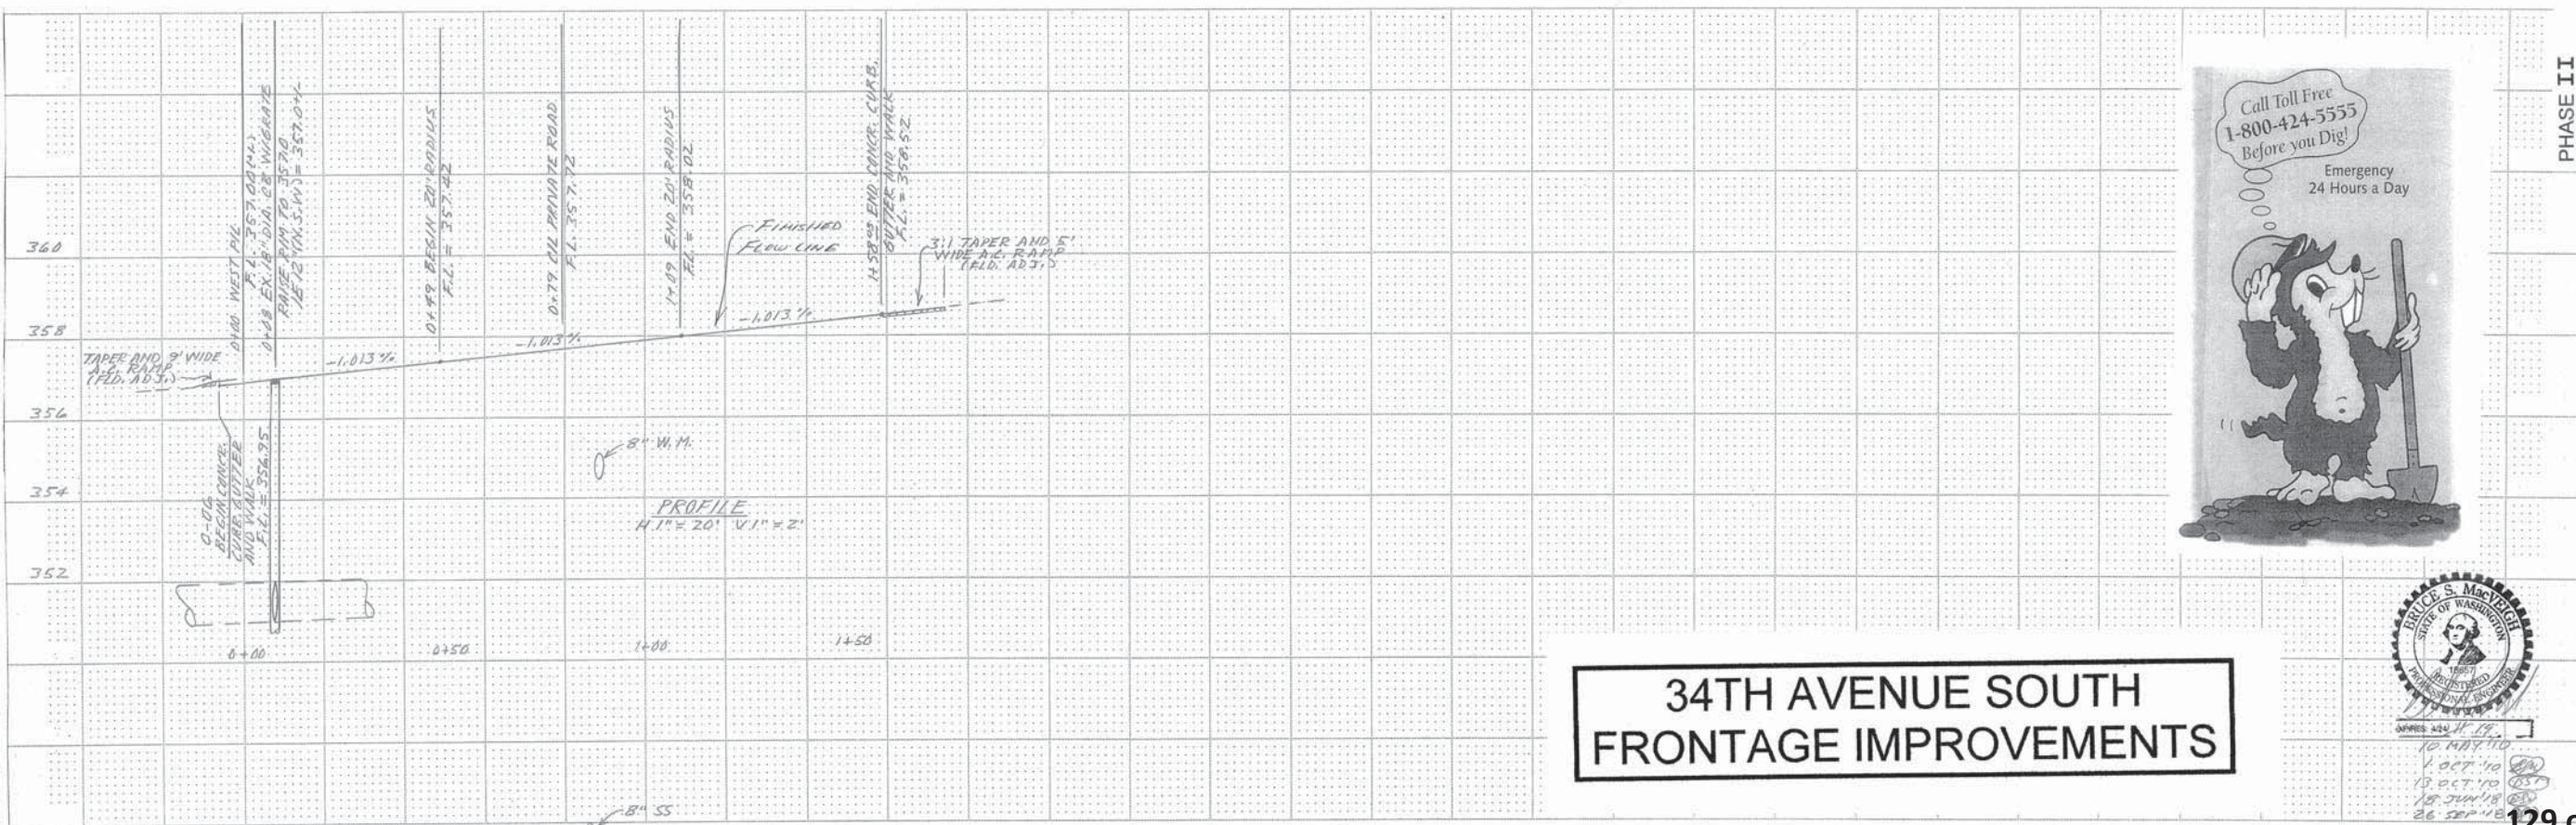 0+00 WEST P/L
F.L. 357.00 (+/-)
0+08 EX. 18" DIA. CB W/GRATE
RAISE RIM TO 357.0
IE 12" (N.S.W) = 357.0+/-
0+49 BEGIN 20' RADIUS
F.L. = 357.42
0+79 C/L PRIVATE ROAD
F.L. 357.72
1+09 END 20' RADIUS
F.L. = 358.02
END CONCR. CURB,
GUTTER AND WALK
F.L. = 358.52
FINISHED
FLOW LINE
3:1 TAPER AND 5'
WIDE A.C. RAMP
(FLD. ADJ.)
360
358
356
354
352
TAPER AND 9' WIDE
A.C. RAMP
(FLD. ADJ.)
-1.013 %
-1.013 %
-1.013 %
0-06
BEGIN CONCR.
CURB, GUTTER
AND WALK
F.L. = 356.95
8" W.M.
PROFILE
H 1" = 20' V 1" = 2'
0+00
0+50
1+00
1+50
8" SS
Call Toll Free
1-800-424-5555
Before you Dig!
Emergency
24 Hours a Day
PHASE II
34TH AVENUE SOUTH
FRONTAGE IMPROVEMENTS
BRUCE S. MacVEIGH
STATE OF WASHINGTON
18657
REGISTERED
PROFESSIONAL ENGINEER
10 MAY '10
1 OCT '10
13 OCT '10
18 JUN '18
26 SEP '18
129